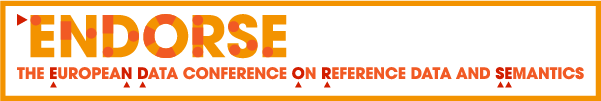 ENDORSE
THE EUROPEAN DATA CONFERENCE ON REFERENCE DATA AND SEMANTICS